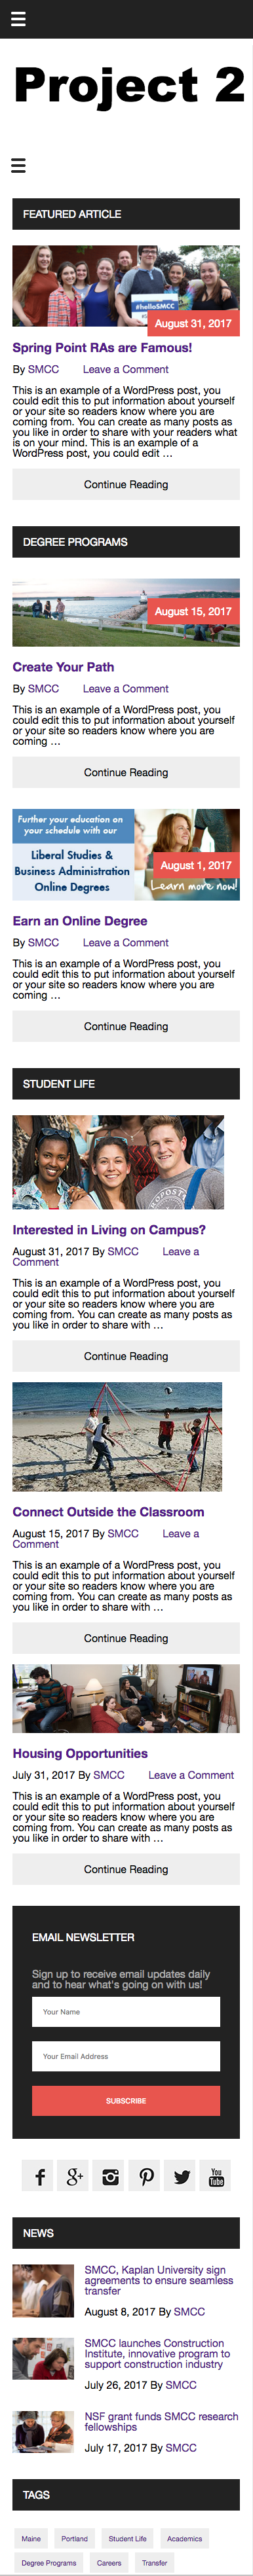 Project 2
FEATURED ARTICLE
#helloSMCC
August 31, 2017
Spring Point RAs are Famous!
By SMCC Leave a Comment
This is an example of a WordPress post, you
could edit this to put information about yourself
or your site so readers know where you are
coming from. You can create as many posts as
you like in order to share with your readers what
is on your mind. This is an example of a
WordPress post, you could edit …
Continue Reading
DEGREE PROGRAMS
August 15, 2017
Create Your Path
By SMCC Leave a Comment
This is an example of a WordPress post, you
could edit this to put information about yourself
or your site so readers know where you are
coming …
Continue Reading
Further your education on
your schedule with our
Liberal Studies &
Business Administration
Online Degrees
August 1, 2017
Learn more now!
Earn an Online Degree
By SMCC Leave a Comment
This is an example of a WordPress post, you
could edit this to put information about yourself
or your site so readers know where you are
coming …
Continue Reading
STUDENT LIFE
Interested in Living on Campus?
August 31, 2017 By SMCC Leave a
Comment
This is an example of a WordPress post, you
could edit this to put information about yourself
or your site so readers know where you are
coming from. You can create as many posts as
you like in order to share with …
Continue Reading
Connect Outside the Classroom
August 15, 2017 By SMCC Leave a
Comment
This is an example of a WordPress post, you
could edit this to put information about yourself
or your site so readers know where you are
coming from. You can create as many posts as
you like in order to share with …
Continue Reading
Housing Opportunities
July 31, 2017 By SMCC Leave a Comment
This is an example of a WordPress post, you
could edit this to put information about yourself
or your site so readers know where you are
coming from. You can create as many posts as
you like in order to share with …
Continue Reading
EMAIL NEWSLETTER
Sign up to receive email updates daily
and to hear what's going on with us!
Your Name
Your Email Address
SUBSCRIBE
You Tube
NEWS
SMCC, Kaplan University sign
agreements to ensure seamless
transfer
August 8, 2017 By SMCC
SMCC launches Construction
Institute, innovative program to
support construction industry
July 26, 2017 By SMCC
NSF grant funds SMCC research
fellowships
July 17, 2017 By SMCC
TAGS
Maine Portland Student Life Academics
Degree Programs Careers Transfer